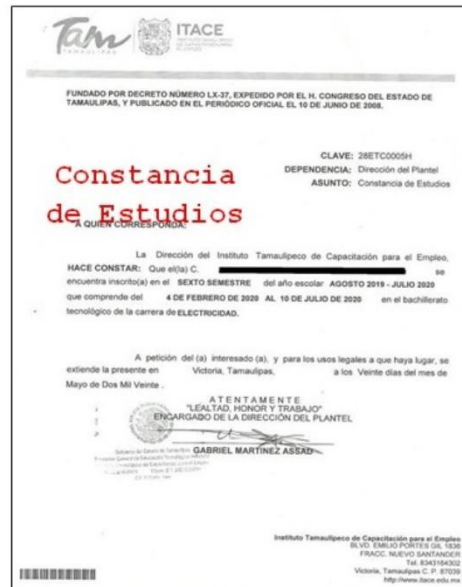 Tam
TAMAULIPAS
ITACE
FUNDADO POR DECRETO NÚMERO LX-37, EXPEDIDO POR EL H. CONGRESO DEL ESTADO DE
TAMAULIPAS, Y PUBLICADO EN EL PERIÓDICO OFICIAL EL 10 DE JUNIO DE 2008.
CLAVE: 28ETC0005H
DEPENDENCIA: Dirección del Plantel
ASUNTO: Constancia de Estudios
Constancia
de Estudios
A QUIEN CORRESPONDA:
La Dirección del Instituto Tamaulipeco de Capacitación para el Empleo,
HACE CONSTAR: Que el(la) C. se
encuentra inscrito(a) en el SEXTO SEMESTRE del año escolar AGOSTO 2019 - JULIO 2020
que comprende del 4 DE FEBRERO DE 2020 AL 10 DE JULIO DE 2020 en el bachillerato
tecnológico de la carrera de ELECTRICIDAD.
A petición del (a) interesado (a), y para los usos legales a que haya lugar, se
extiende la presente en Victoria, Tamaulipas, a los Veinte días del mes de
Mayo de Dos Mil Veinte .
ATENTAMENTE
"LEALTAD, HONOR Y TRABAJO"
ENCARGADO DE LA DIRECCIÓN DEL PLANTEL
GABRIEL MARTINEZ ASSAD
Instituto Tamaulipeco de Capacitación para el Empleo
BLVD. EMILIO PORTES GIL 1836
FRACC. NUEVO SANTANDER
Tel. 8343164302
Victoria, Tamaulipas C. P. 87039
http://www.itace.edu.mx